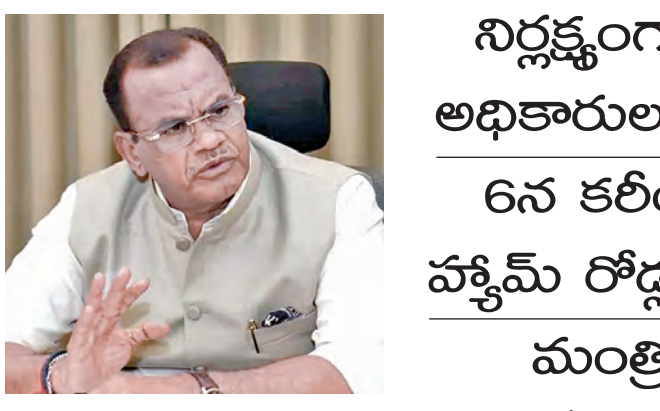 నిర్లక్ష్యంగా
అధికారుల
6న కరీం
హ్యామ్ రోడ్ల
మంత్రి